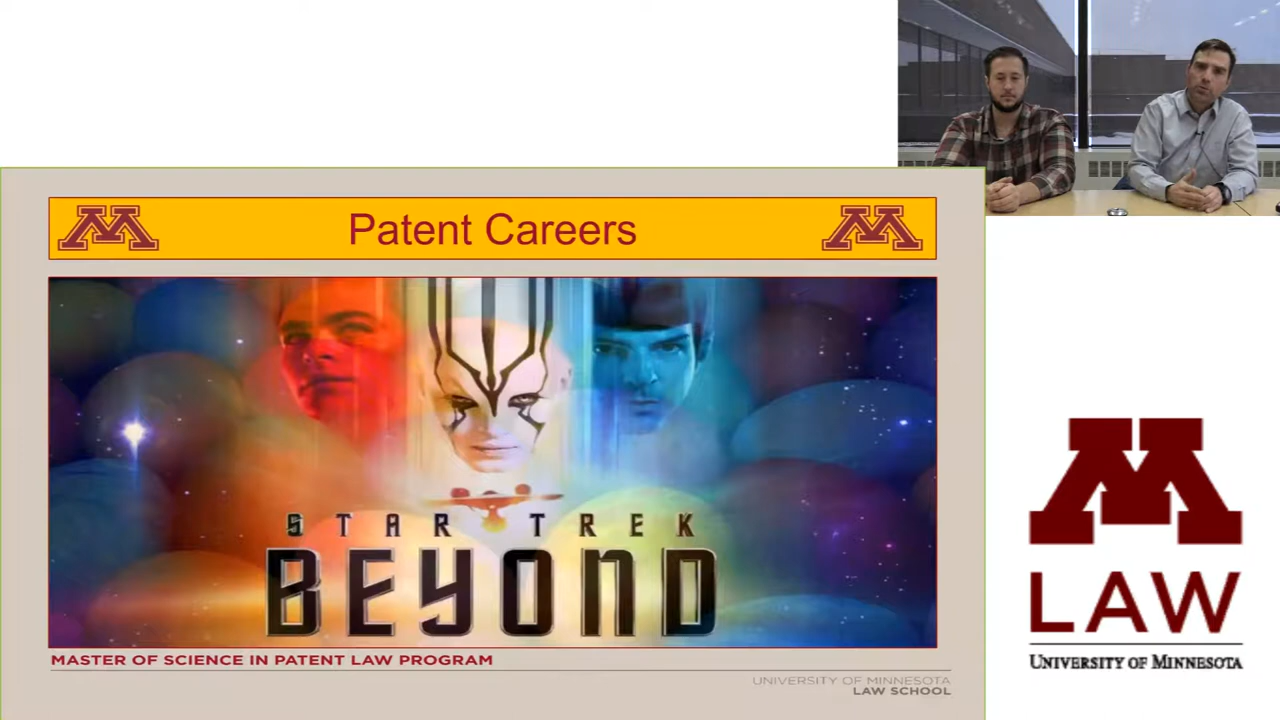 Patent Careers
STAR TREK
BEYOND
MASTER OF SCIENCE IN PATENT LAW PROGRAM
UNIVERSITY OF MINNESOTA
LAW SCHOOL
M
LAW
UNIVERSITY OF MINNESOTA